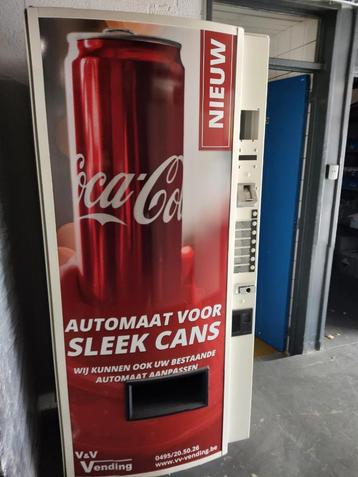 NIEUW
Coca-Cola
AUTOMAAT VOOR
SLEEK CANS
WIJ KUNNEN OOK UW BESTAANDE
AUTOMAAT AANPASSEN
V&V
Vending
0495/20.50.26
www.vv-vending.be